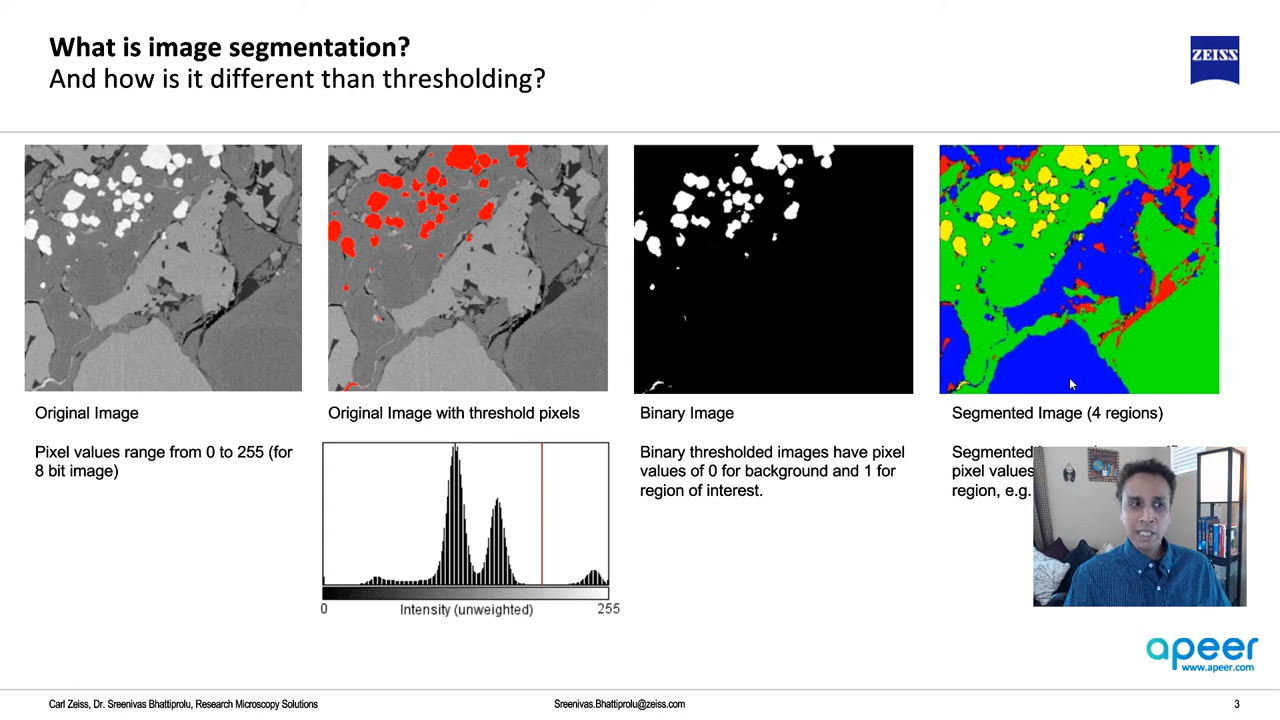 What is image segmentation?
And how is it different than thresholding?
ZEISS
Original Image
Pixel values range from 0 to 255 (for
8 bit image)
Original Image with threshold pixels
0 Intensity (unweighted) 255
Binary Image
Binary thresholded images have pixel
values of 0 for background and 1 for
region of interest.
Segmented Image (4 regions)
Segmented
pixel values
region, e.g.
apeer
www.apeer.com
Carl Zeiss, Dr. Sreenivas Bhattiprolu, Research Microscopy Solutions
Sreenivas.Bhattiprolu@zeiss.com
3